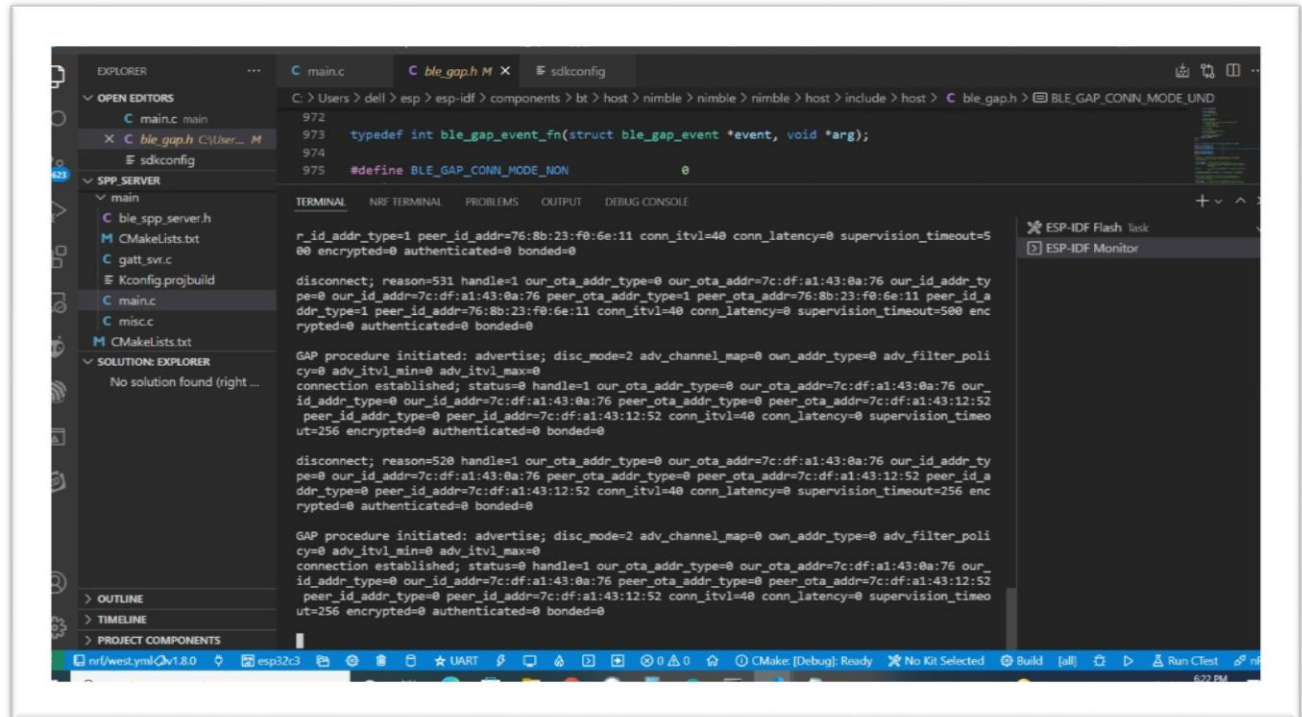 EXPLORER
main.c
ble_gap.h M
sdkconfig
OPEN EDITORS
C: > Users > dell > esp > esp-idf > components > bt > host > nimble > nimble > nimble > host > include > host > C ble_gap.h > BLE_GAP_CONN_MODE_UND
C main.c main
C ble_gap.h C:\User... M
sdkconfig
972
973 typedef int ble_gap_event_fn(struct ble_gap_event *event, void *arg);
974
975 #define BLE_GAP_CONN_MODE_NON 0
623
SPP_SERVER
main
C ble_spp_server.h
M CMakeLists.txt
C gatt_svr.c
Kconfig.projbuild
C main.c
C misc.c
M CMakeLists.txt
SOLUTION: EXPLORER
No solution found (right ...
TERMINAL NRF TERMINAL PROBLEMS OUTPUT DEBUG CONSOLE
ESP-IDF Flash Task
ESP-IDF Monitor
r_id_addr_type=1 peer_id_addr=76:8b:23:f0:6e:11 conn_itvl=40 conn_latency=0 supervision_timeout=5
00 encrypted=0 authenticated=0 bonded=0
disconnect; reason=531 handle=1 our_ota_addr_type=0 our_ota_addr=7c:df:a1:43:0a:76 our_id_addr_ty
pe=0 our_id_addr=7c:df:a1:43:0a:76 peer_ota_addr_type=1 peer_ota_addr=76:8b:23:f0:6e:11 peer_id_a
ddr_type=1 peer_id_addr=76:8b:23:f0:6e:11 conn_itvl=40 conn_latency=0 supervision_timeout=500 enc
rypted=0 authenticated=0 bonded=0
GAP procedure initiated: advertise; disc_mode=2 adv_channel_map=0 own_addr_type=0 adv_filter_poli
cy=0 adv_itvl_min=0 adv_itvl_max=0
connection established; status=0 handle=1 our_ota_addr_type=0 our_ota_addr=7c:df:a1:43:0a:76 our_
id_addr_type=0 our_id_addr=7c:df:a1:43:0a:76 peer_ota_addr_type=0 peer_ota_addr=7c:df:a1:43:12:52
peer_id_addr_type=0 peer_id_addr=7c:df:a1:43:12:52 conn_itvl=40 conn_latency=0 supervision_timeo
ut=256 encrypted=0 authenticated=0 bonded=0
disconnect; reason=520 handle=1 our_ota_addr_type=0 our_ota_addr=7c:df:a1:43:0a:76 our_id_addr_ty
pe=0 our_id_addr=7c:df:a1:43:0a:76 peer_ota_addr_type=0 peer_ota_addr=7c:df:a1:43:12:52 peer_id_a
ddr_type=0 peer_id_addr=7c:df:a1:43:12:52 conn_itvl=40 conn_latency=0 supervision_timeout=256 enc
rypted=0 authenticated=0 bonded=0
GAP procedure initiated: advertise; disc_mode=2 adv_channel_map=0 own_addr_type=0 adv_filter_poli
cy=0 adv_itvl_min=0 adv_itvl_max=0
connection established; status=0 handle=1 our_ota_addr_type=0 our_ota_addr=7c:df:a1:43:0a:76 our_
id_addr_type=0 our_id_addr=7c:df:a1:43:0a:76 peer_ota_addr_type=0 peer_ota_addr=7c:df:a1:43:12:52
peer_id_addr_type=0 peer_id_addr=7c:df:a1:43:12:52 conn_itvl=40 conn_latency=0 supervision_timeo
ut=256 encrypted=0 authenticated=0 bonded=0
OUTLINE
TIMELINE
PROJECT COMPONENTS
nrf/west.yml v1.8.0 esp32c3 UART 0 0 CMake: [Debug]: Ready No Kit Selected Build [all] Run CTest
6:22 PM